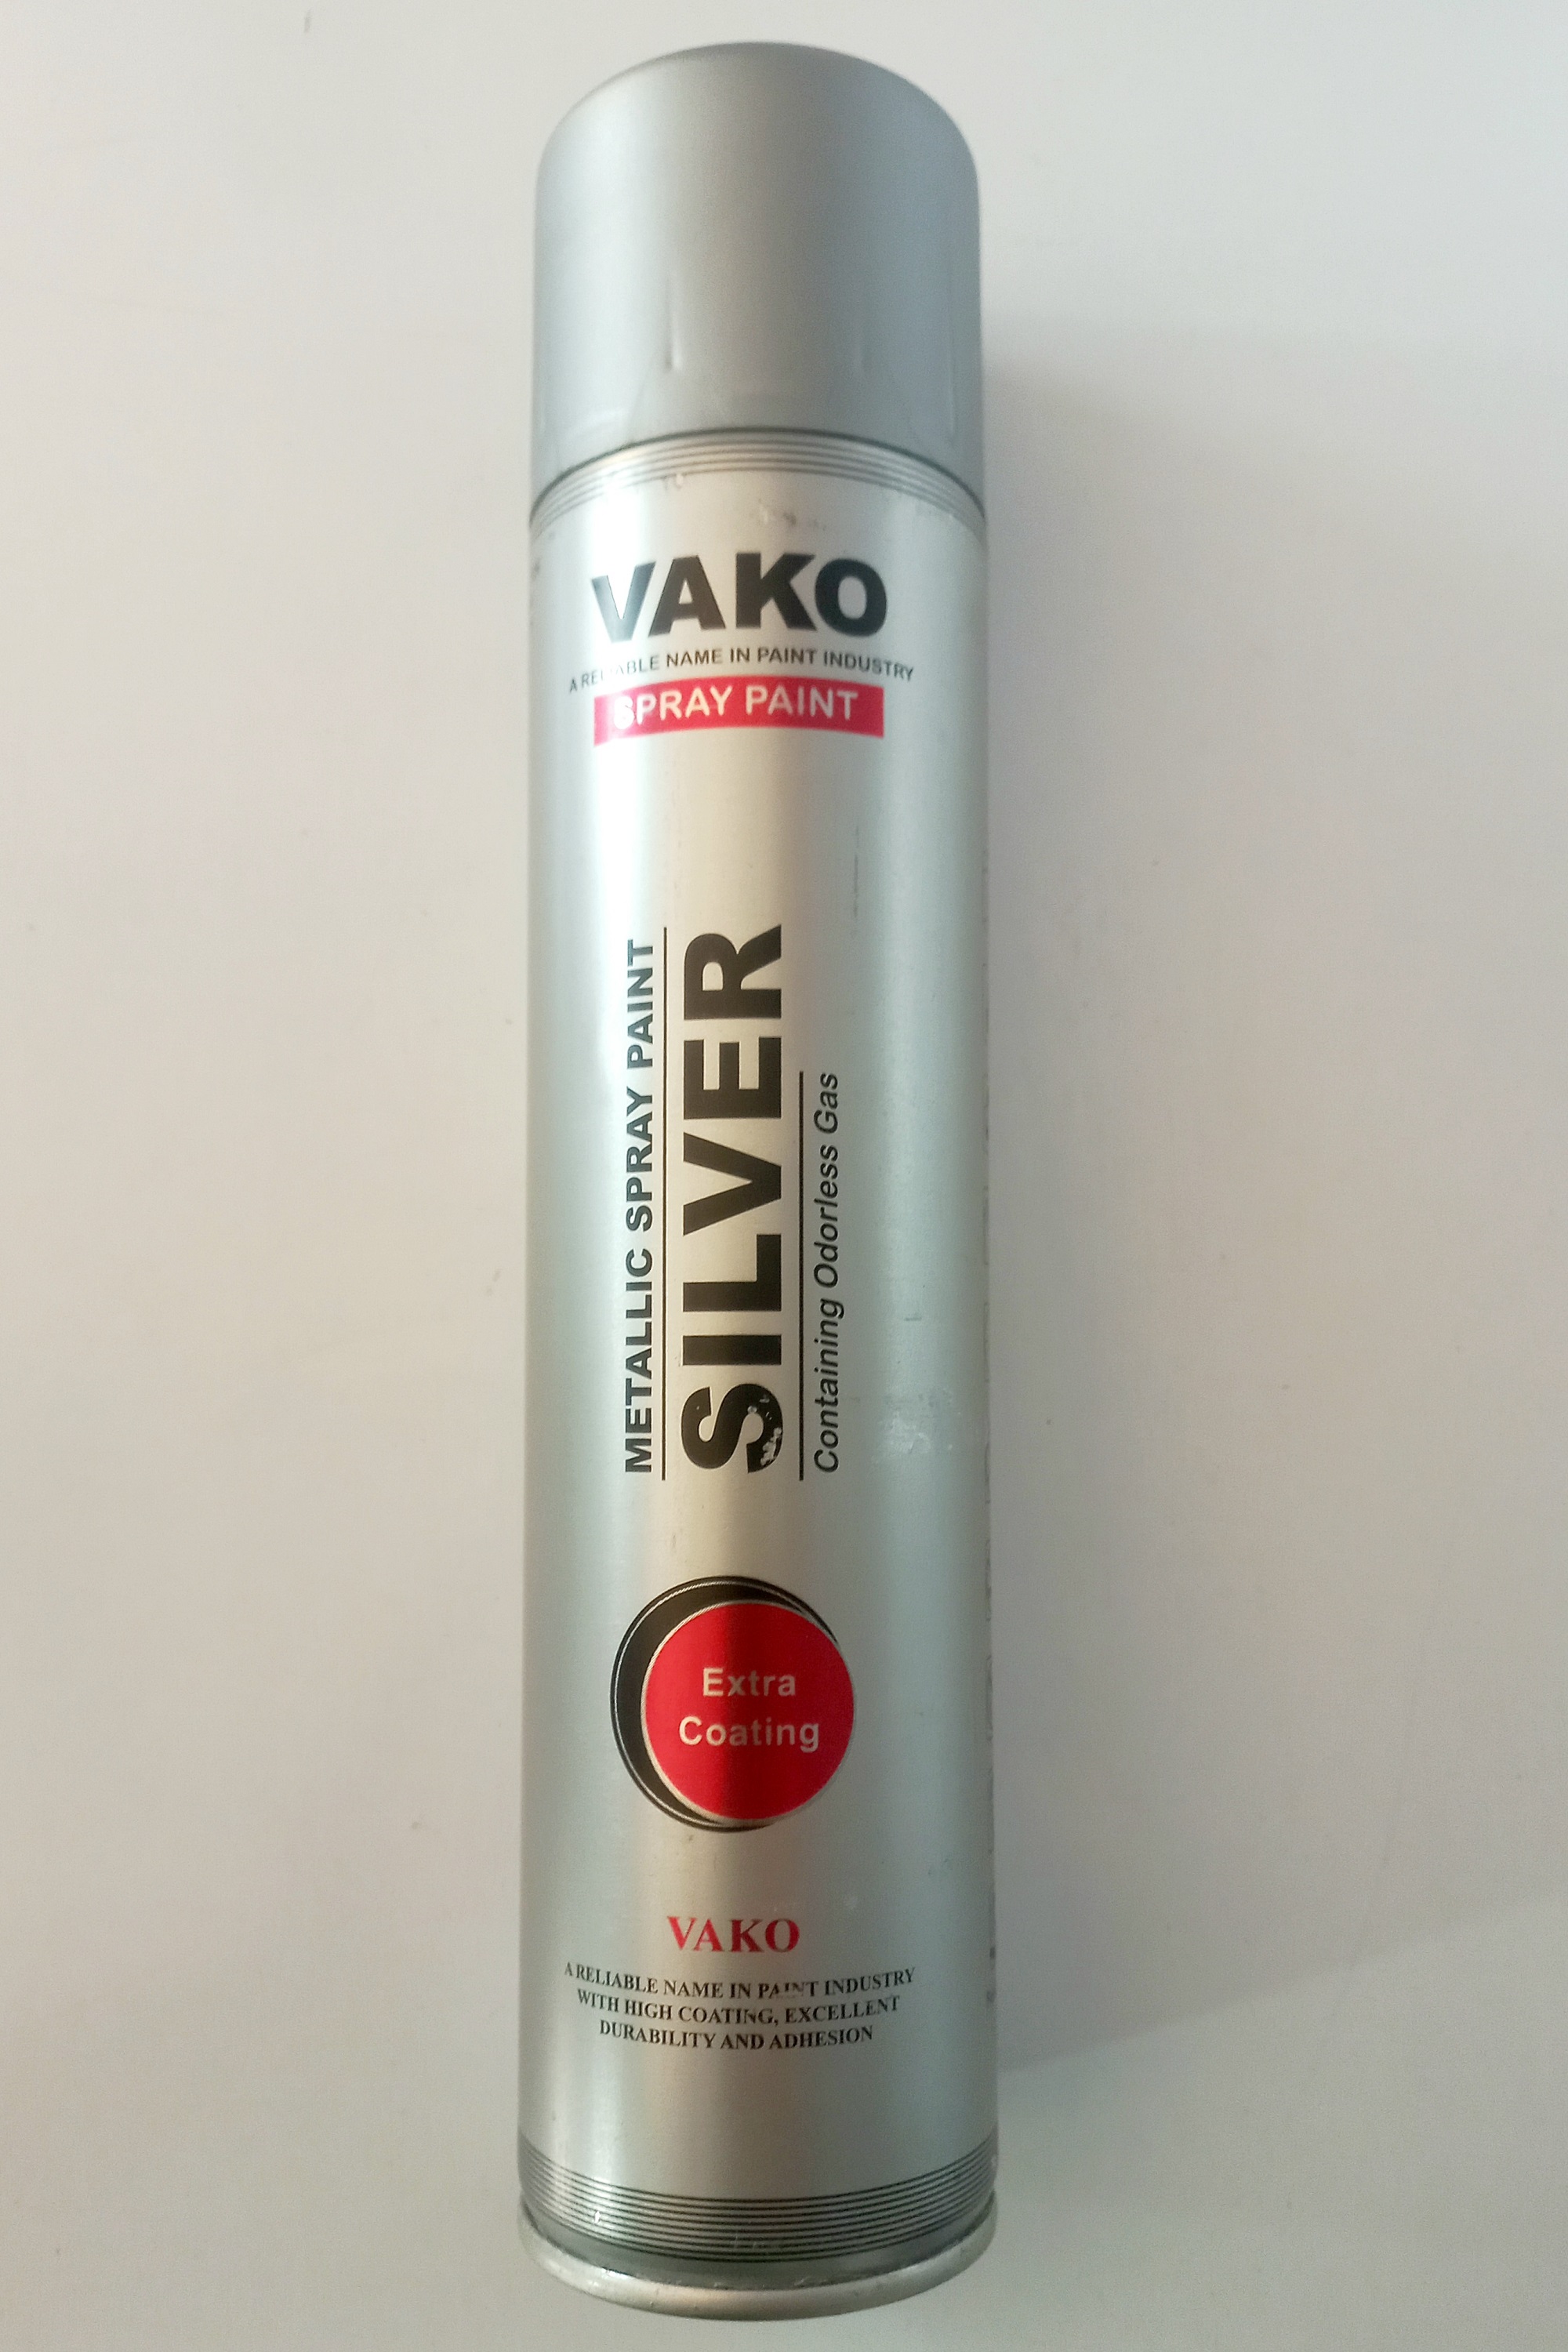 VAKO
A RELIABLE NAME IN PAINT INDUSTRY
SPRAY PAINT
METALLIC SPRAY PAINT
SILVER
Containing Odorless Gas
Extra
Coating
VAKO
A RELIABLE NAME IN PAINT INDUSTRY
WITH HIGH COATING, EXCELLENT
DURABILITY AND ADHESION